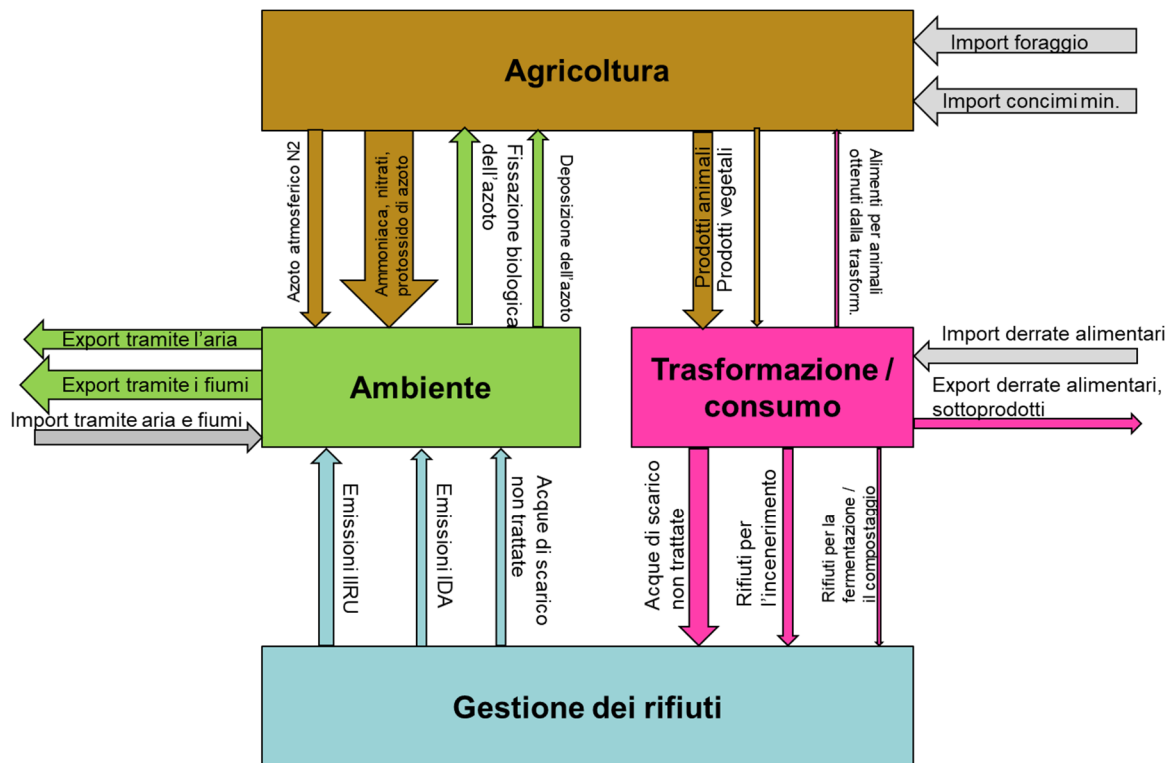 Agricoltura
Import foraggio
Import concimi min.
Azoto atmosferico N2
Ammoniaca, nitrati,
protossido di azoto
Fissazione biologica
dell'azoto
Deposizione dell'azoto
Prodotti animali
Prodotti vegetali
Alimenti per animali
ottenuti dalla trasform.
Export tramite l'aria
Export tramite i fiumi
Import tramite aria e fiumi
Ambiente
Trasformazione /
consumo
Import derrate alimentari
Export derrate alimentari,
sottoprodotti
Emissioni IIRU
Emissioni IDA
Acque di scarico
non trattate
Acque di scarico
non trattate
Rifiuti per
l'incenerimento
Rifiuti per la
fermentazione /
il compostaggio
Gestione dei rifiuti